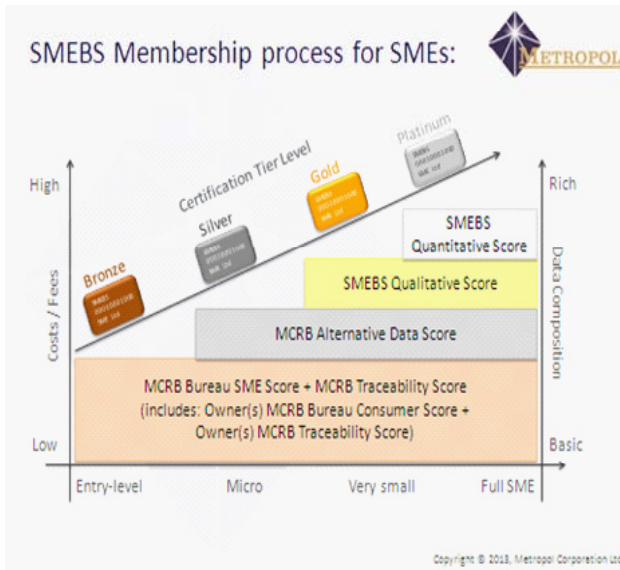 SMEBS Membership process for SMEs:
METROPOL
Platinum
Certification Tier Level
High
Rich
Gold
SMEBS
Quantitative Score
Silver
SMEBS Qualitative Score
Bronze
Costs / Fees
Data Composition
MCRB Alternative Data Score
MCRB Bureau SME Score + MCRB Traceability Score
(includes: Owner(s) MCRB Bureau Consumer Score +
Owner(s) MCRB Traceability Score)
Low
Basic
Entry-level
Micro
Very small
Full SME
Copyright © 2013, Metropol Corporation Ltd